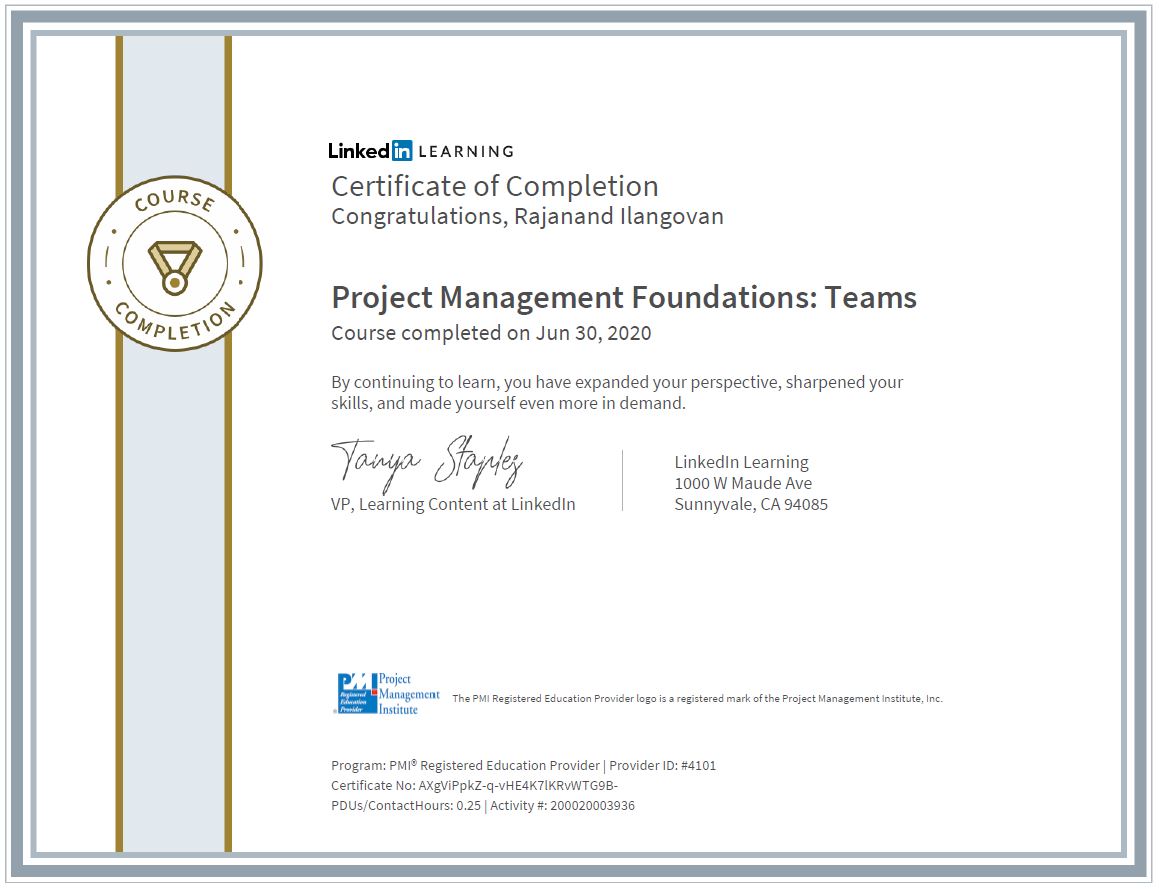 COURSE
COMPLETION
Linked in LEARNING
Certificate of Completion
Congratulations, Rajanand Ilangovan
Project Management Foundations: Teams
Course completed on Jun 30, 2020
By continuing to learn, you have expanded your perspective, sharpened your
skills, and made yourself even more in demand.
Tanya Staples
VP, Learning Content at LinkedIn
LinkedIn Learning
1000 W Maude Ave
Sunnyvale, CA 94085
PMI
Registered
Education
Provider
®
Project
Management
Institute
The PMI Registered Education Provider logo is a registered mark of the Project Management Institute, Inc.
Program: PMI® Registered Education Provider | Provider ID: #4101
Certificate No: AXgViPpkZ-q-vHE4K7lKRvWTG9B-
PDUs/ContactHours: 0.25 | Activity #: 200020003936